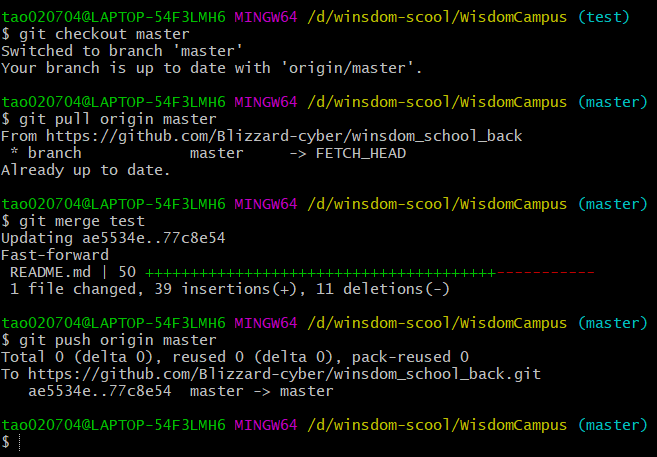 tao020704@LAPTOP-54F3LMH6 MINGW64 /d/winsdom-scool/WisdomCampus (test)
$ git checkout master
Switched to branch 'master'
Your branch is up to date with 'origin/master'.
tao020704@LAPTOP-54F3LMH6 MINGW64 /d/winsdom-scool/WisdomCampus (master)
$ git pull origin master
From https://github.com/Blizzard-cyber/winsdom_school_back
 * branch            master     -> FETCH_HEAD
Already up to date.
tao020704@LAPTOP-54F3LMH6 MINGW64 /d/winsdom-scool/WisdomCampus (master)
$ git merge test
Updating ae5534e..77c8e54
Fast-forward
 README.md | 50 +++++++++++++++++++++++++++++++++++++++-----------
 1 file changed, 39 insertions(+), 11 deletions(-)
tao020704@LAPTOP-54F3LMH6 MINGW64 /d/winsdom-scool/WisdomCampus (master)
$ git push origin master
Total 0 (delta 0), reused 0 (delta 0), pack-reused 0
To https://github.com/Blizzard-cyber/winsdom_school_back.git
   ae5534e..77c8e54  master -> master
tao020704@LAPTOP-54F3LMH6 MINGW64 /d/winsdom-scool/WisdomCampus (master)
$